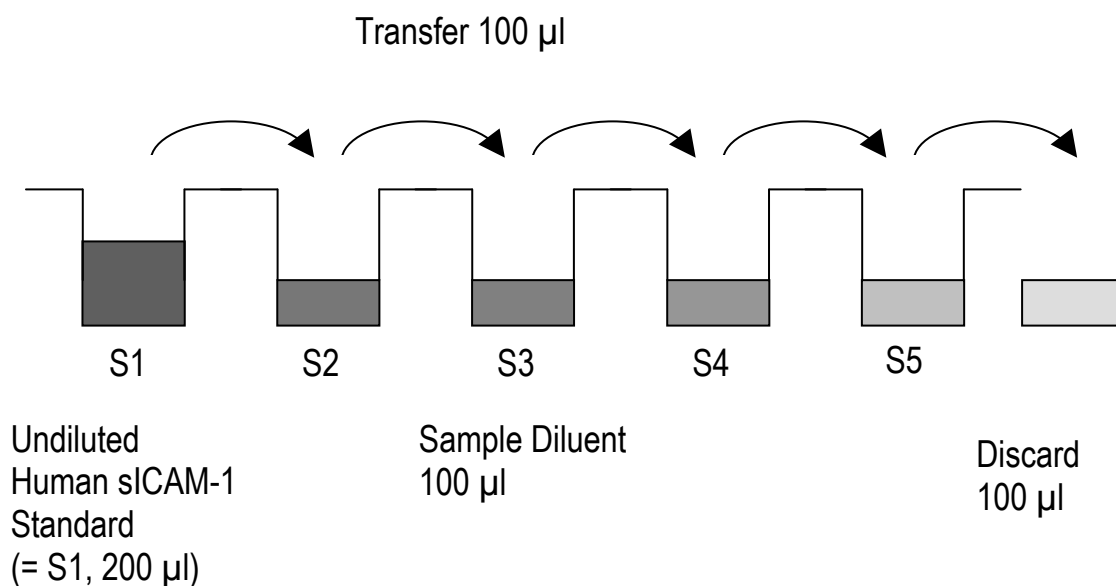 Transfer 100 µl
S1
S2
S3
S4
S5
Undiluted
Human sICAM-1
Standard
(= S1, 200 µl)
Sample Diluent
100 µl
Discard
100 µl